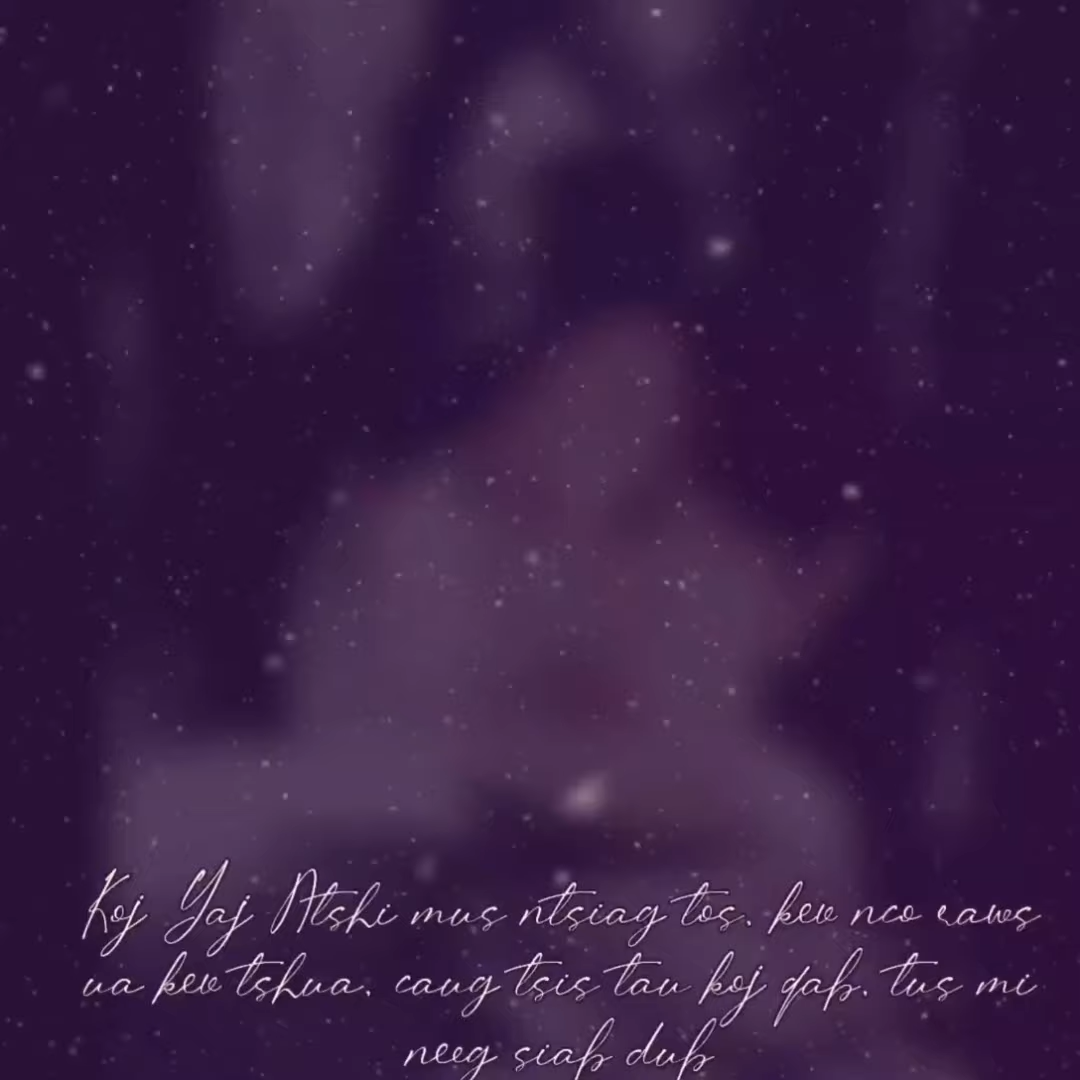 Koj Yaj Ntshi mus ntsiag tos. kev nco raws
ua kev tshua. caug tsis tau koj qab. tus mi
neeg siab dub